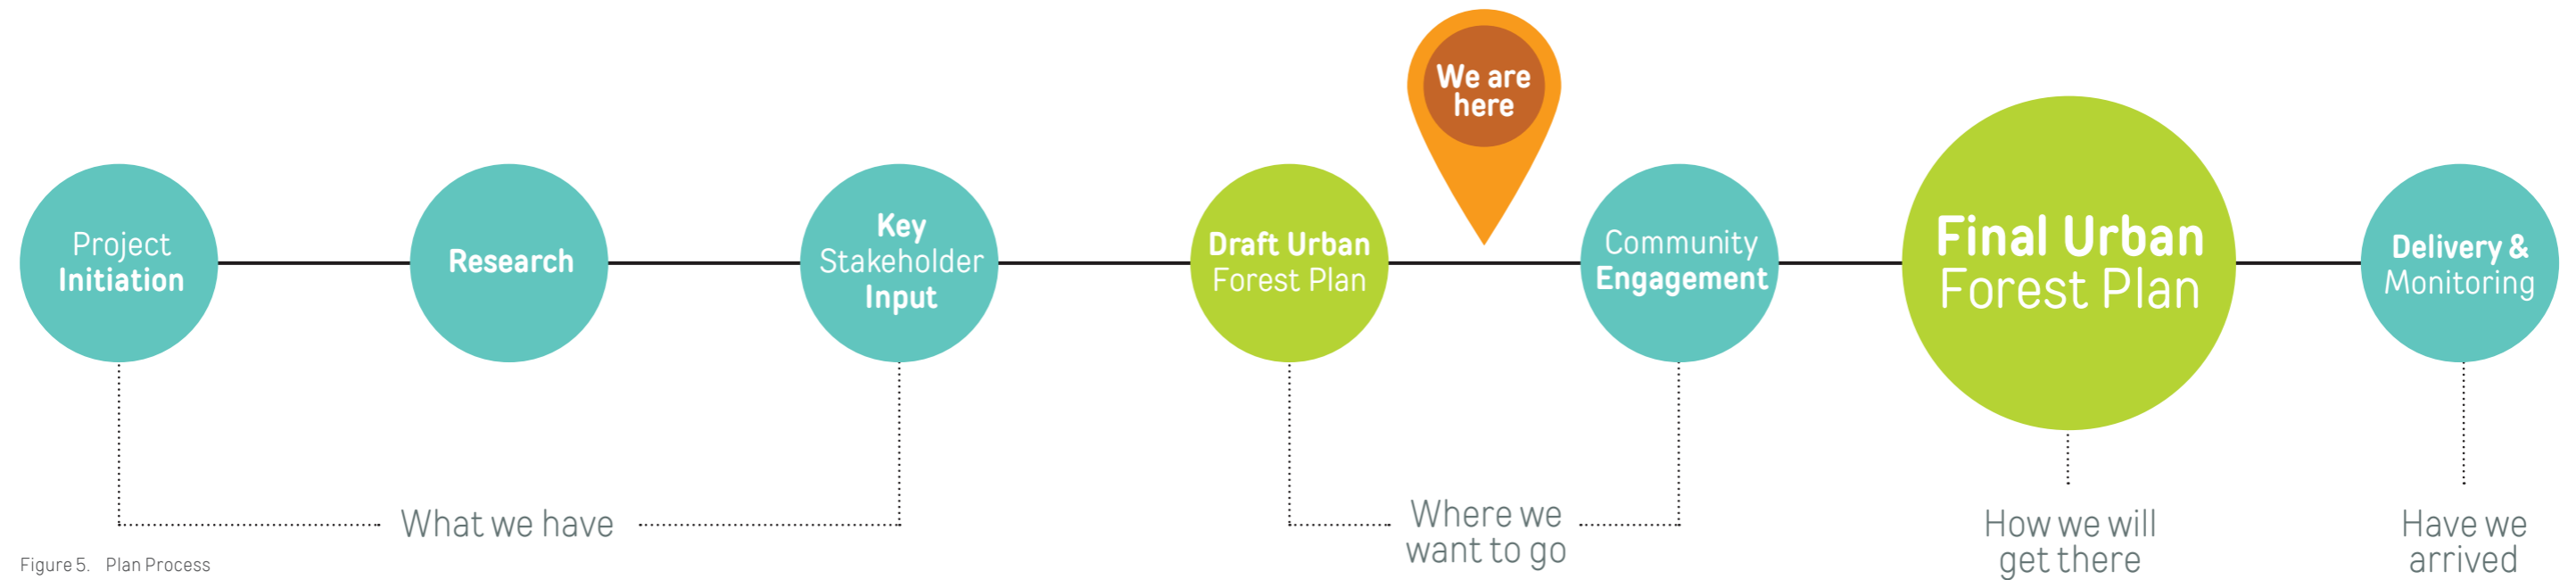 We are
here
Project
Initiation
Research
Key
Stakeholder
Input
Draft Urban
Forest Plan
Community
Engagement
Final Urban
Forest Plan
Delivery &
Monitoring
What we have
Where we
want to go
How we will
get there
Have we
arrived
Figure 5. Plan Process